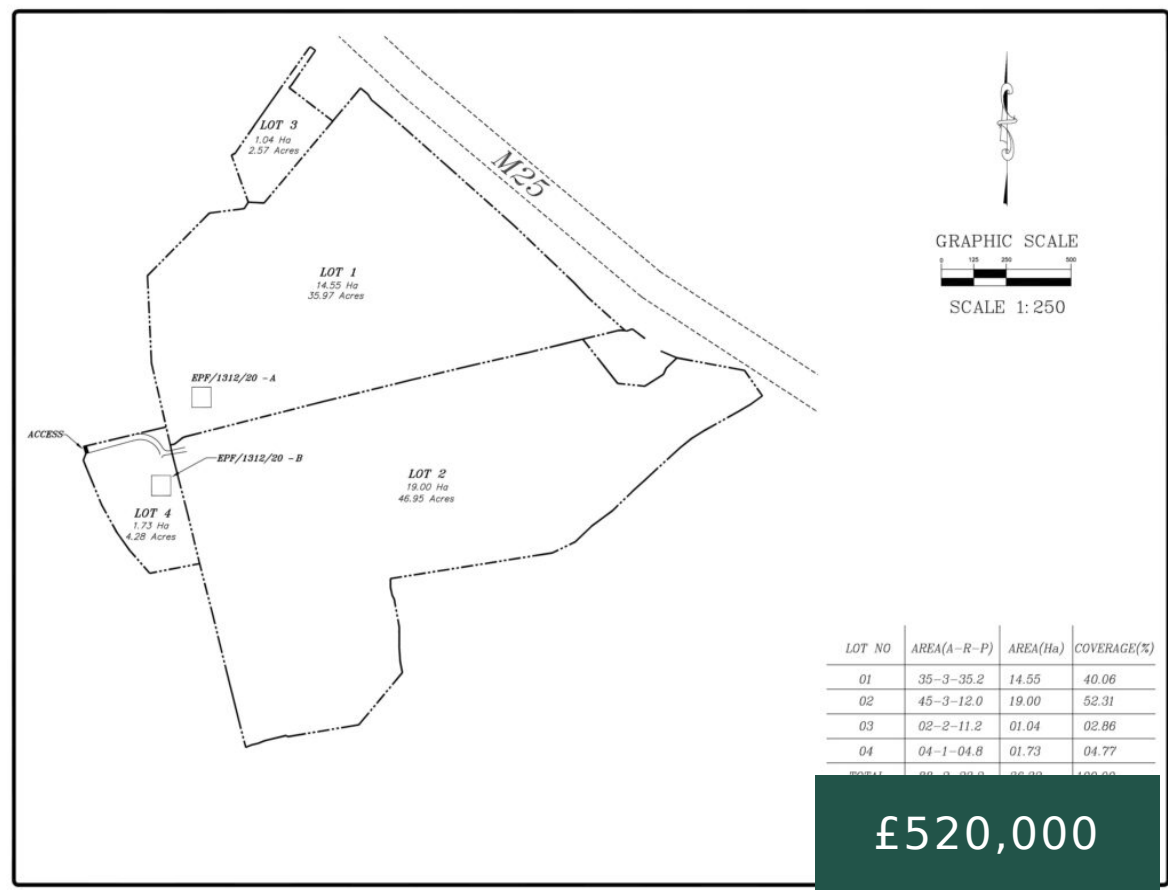 LOT 3
1.04 Ha
2.57 Acres
M25
GRAPHIC SCALE
0 125 250 500
SCALE 1:250
LOT 1
14.55 Ha
35.97 Acres
EPF/1312/20 -A
ACCESS
EPF/1312/20 -B
LOT 2
19.00 Ha
46.95 Acres
LOT 4
1.73 Ha
4.28 Acres
LOT NO AREA(A-R-P) AREA(Ha) COVERAGE(%)
01 35-3-35.2 14.55 40.06
02 45-3-12.0 19.00 52.31
03 02-2-11.2 01.04 02.86
04 04-1-04.8 01.73 04.77
TOTAL
£520,000